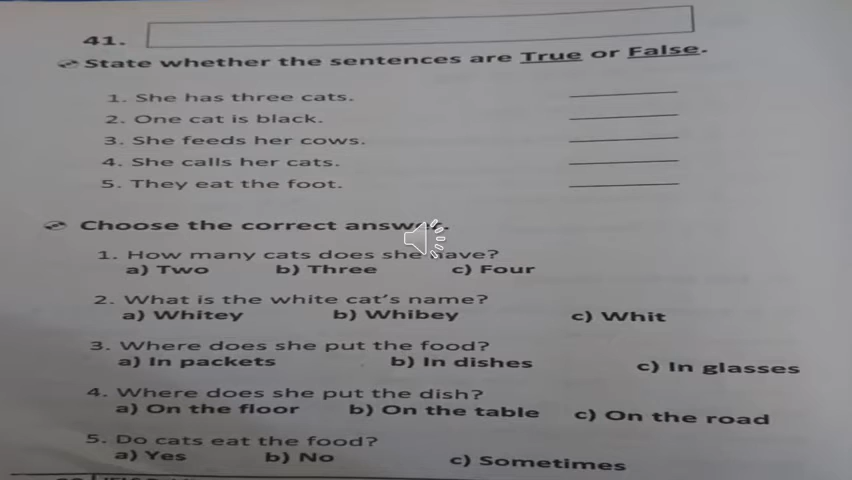 41.
State whether the sentences are True or False.
1. She has three cats.
2. One cat is black.
3. She feeds her cows.
4. She calls her cats.
5. They eat the foot.
Choose the correct answer.
1. How many cats does she have?
a) Two b) Three c) Four
2. What is the white cat's name?
a) Whitey b) Whibey c) Whit
3. Where does she put the food?
a) In packets b) In dishes c) In glasses
4. Where does she put the dish?
a) On the floor b) On the table c) On the road
5. Do cats eat the food?
a) Yes b) No c) Sometimes